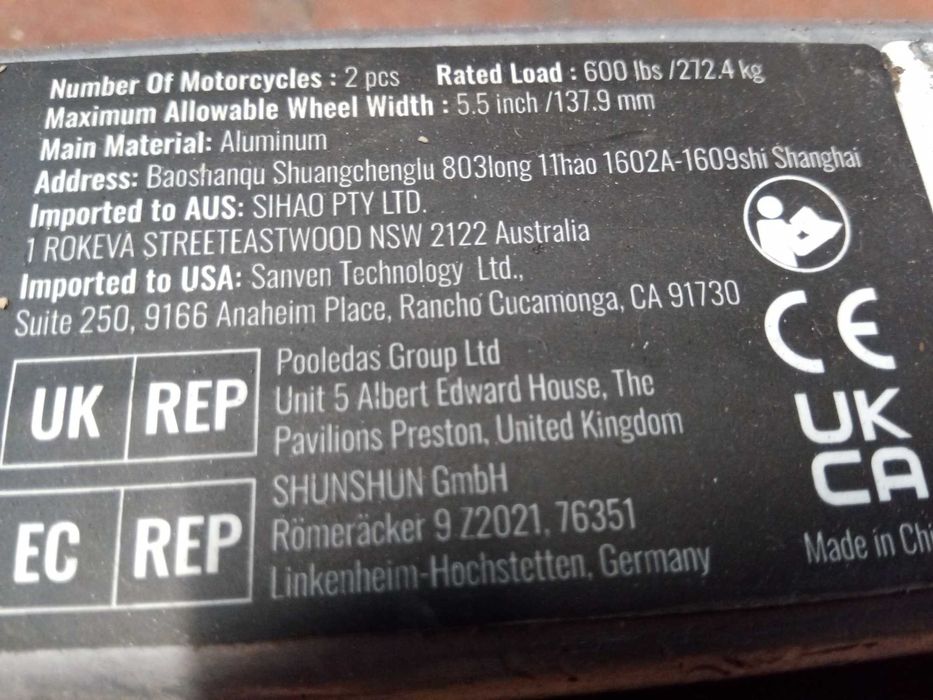 Number Of Motorcycles : 2 pcs Rated Load : 600 lbs /272.4 kg
Maximum Allowable Wheel Width : 5.5 inch /137.9 mm
Main Material: Aluminum
Address: Baoshanqu Shuangchenglu 803long 11hao 1602A-1609shi Shanghai
Imported to AUS: SIHAO PTY LTD.
1 ROKEVA STREETEASTWOOD NSW 2122 Australia
Imported to USA: Sanven Technology Ltd.,
Suite 250, 9166 Anaheim Place, Rancho Cucamonga, CA 91730
UK REP
Pooledas Group Ltd
Unit 5 Albert Edward House, The
Pavilions Preston, United Kingdom
EC REP
SHUNSHUN GmbH
Römeräcker 9 Z2021, 76351
Linkenheim-Hochstetten, Germany
CE
UK
CA
Made in Chi